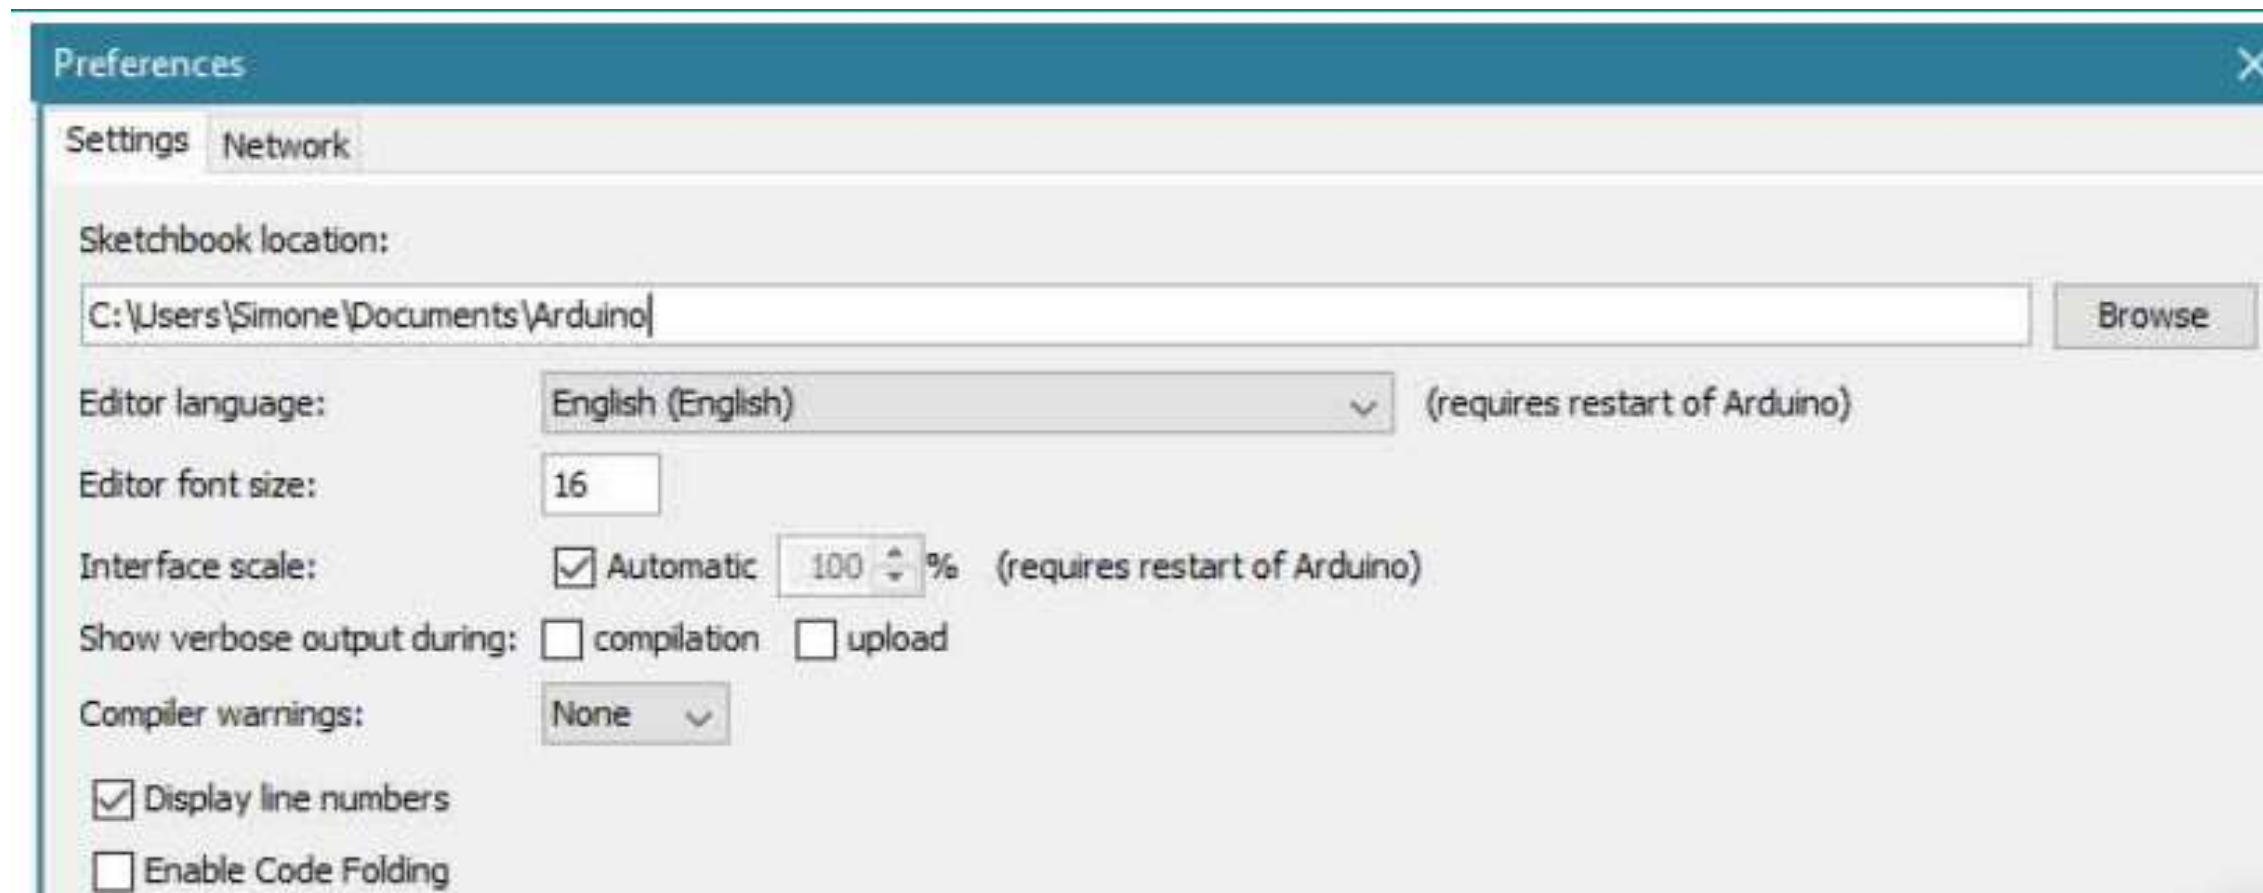 Preferences
Settings Network
Sketchbook location:
C:\Users\Simone\Documents\Arduino Browse
Editor language: English (English) (requires restart of Arduino)
Editor font size: 16
Interface scale: Automatic 100 % (requires restart of Arduino)
Show verbose output during: compilation upload
Compiler warnings: None
Display line numbers
Enable Code Folding